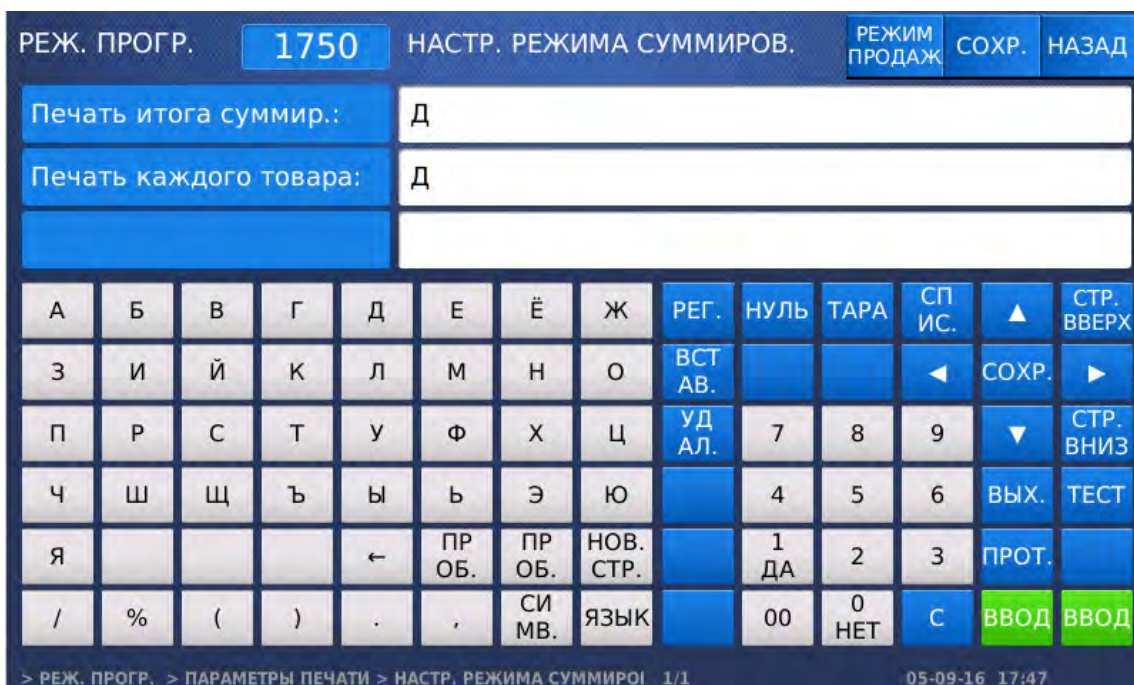 РЕЖ. ПРОГР. 1750 НАСТР. РЕЖИМА СУММИРОВ. РЕЖИМ ПРОДАЖ СОХР. НАЗАД
Печать итога суммир.: Д
Печать каждого товара: Д
А Б В Г Д Е Ё Ж РЕГ. НУЛЬ ТАРА СП ИС. ▲ СТР. ВВЕРХ
З И Й К Л М Н О ВСТ АВ. ◀ СОХР. ▶
П Р С Т У Ф Х Ц УД АЛ. 7 8 9 ▼ СТР. ВНИЗ
Ч Ш Щ Ъ Ы Ь Э Ю 4 5 6 ВЫХ. ТЕСТ
Я ← ПР ОБ. ПР ОБ. НОВ. СТР. 1 ДА 2 3 ПРОТ.
/ % ( ) . , СИ МВ. ЯЗЫК 00 0 НЕТ С ВВОД ВВОД
> РЕЖ. ПРОГР. > ПАРАМЕТРЫ ПЕЧАТИ > НАСТР. РЕЖИМА СУММИРОІ 1/1 05-09-16 17:47